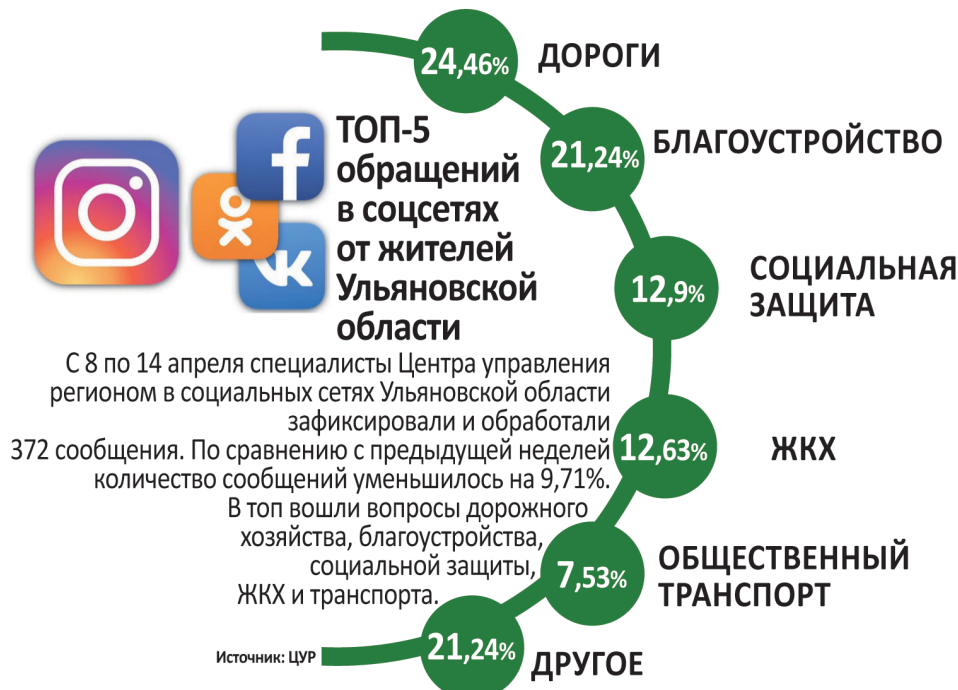 24,46%
ДОРОГИ
21,24%
БЛАГОУСТРОЙСТВО
12,9%
СОЦИАЛЬНАЯ
ЗАЩИТА
12,63%
ЖКХ
7,53%
ОБЩЕСТВЕННЫЙ
ТРАНСПОРТ
21,24%
ДРУГОЕ
ТОП-5
обращений
в соцсетях
от жителей
Ульяновской
области
С 8 по 14 апреля специалисты Центра управления
регионом в социальных сетях Ульяновской области
зафиксировали и обработали
372 сообщения. По сравнению с предыдущей неделей
количество сообщений уменьшилось на 9,71%.
В топ вошли вопросы дорожного
хозяйства, благоустройства,
социальной защиты,
ЖКХ и транспорта.
Источник: ЦУР